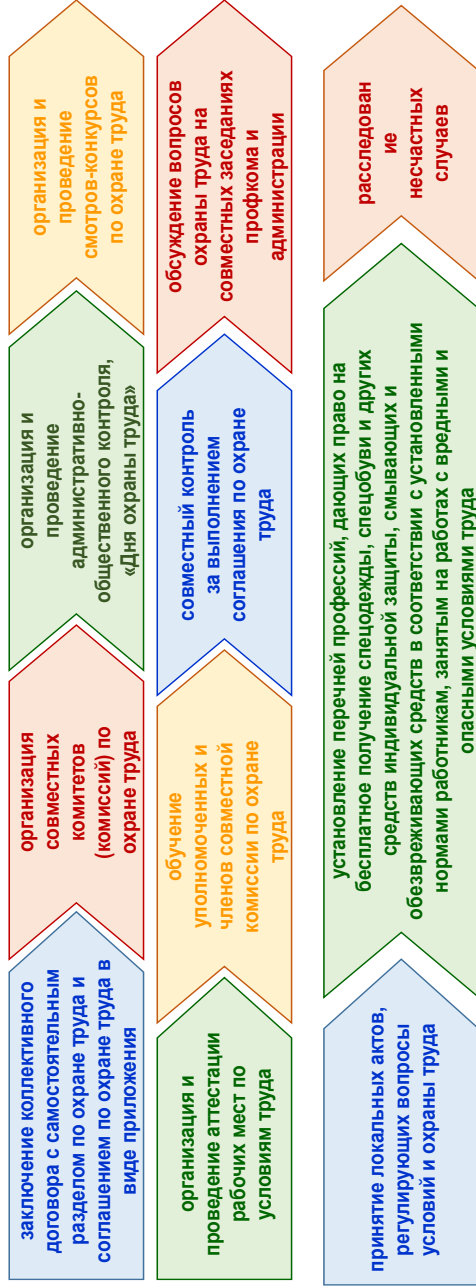 заключение коллективного
договора с самостоятельным
разделом по охране труда и
соглашением по охране труда в
виде приложения
организация
совместных
комитетов
(комиссий) по
охране труда
организация и
проведение
административно-
общественного контроля,
«Дня охраны труда»
организация и
проведение
смотров-конкурсов
по охране труда
организация и
проведение аттестации
рабочих мест по
условиям труда
обучение
уполномоченных и
членов совместной
комиссии по охране
труда
совместный контроль
за выполнением
соглашения по охране
труда
обсуждение вопросов
охраны труда на
совместных заседаниях
профкома и
администрации
принятие локальных актов,
регулирующих вопросы
условий и охраны труда
установление перечней профессий, дающих право на
бесплатное получение спецодежды, спецобуви и других
средств индивидуальной защиты, смывающих и
обезвреживающих средств в соответствии с установленными
нормами работникам, занятым на работах с вредными и
опасными условиями труда
расследован
ие
несчастных
случаев